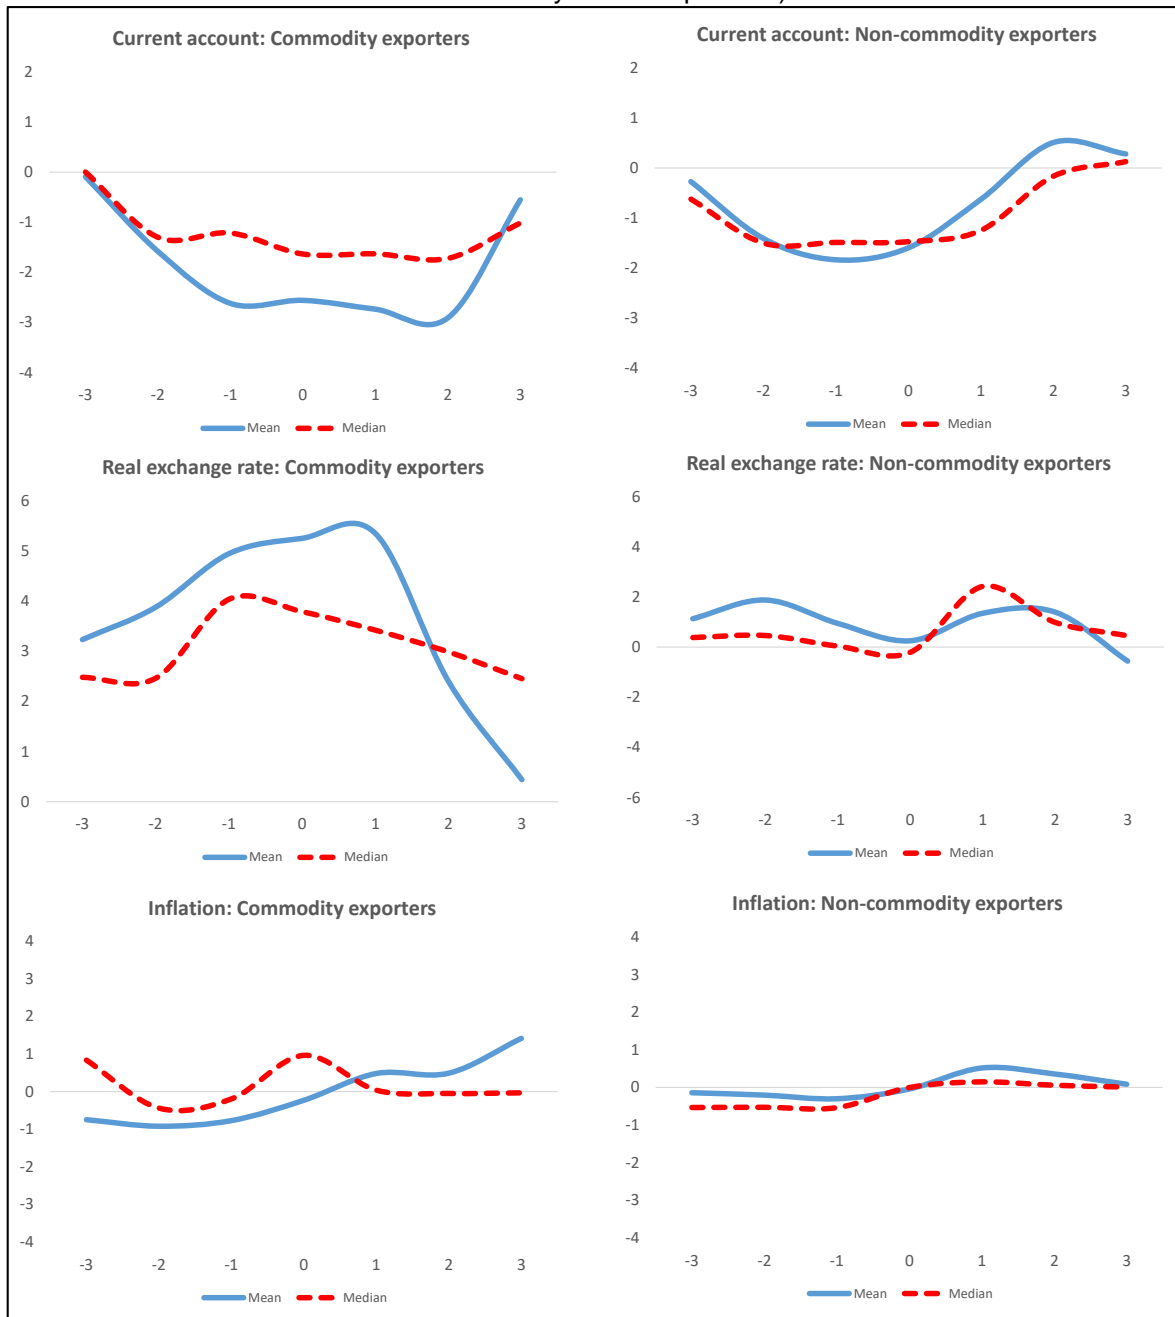 Current account: Commodity exporters
2
1
0
-1
-2
-3
-4
-3 -2 -1 0 1 2 3
Mean Median
Current account: Non-commodity exporters
2
1
0
-1
-2
-3
-4
-3 -2 -1 0 1 2 3
Mean Median
Real exchange rate: Commodity exporters
6
5
4
3
2
1
0
-3 -2 -1 0 1 2 3
Mean Median
Real exchange rate: Non-commodity exporters
6
4
2
0
-2
-4
-6
-3 -2 -1 0 1 2 3
Mean Median
Inflation: Commodity exporters
4
3
2
1
0
-1
-2
-3
-4
-3 -2 -1 0 1 2 3
Mean Median
Inflation: Non-commodity exporters
4
3
2
1
0
-1
-2
-3
-4
-3 -2 -1 0 1 2 3
Mean Median